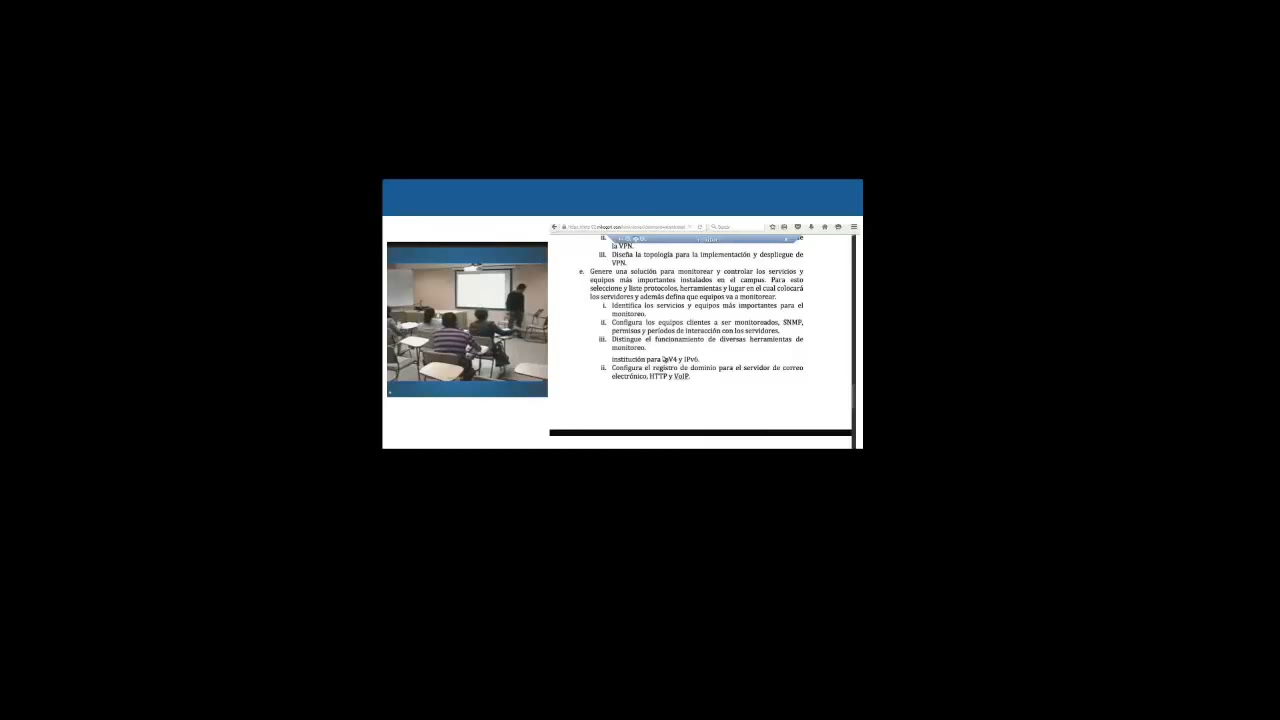 Buscar
ii.
de
la VPN.
iii. Diseña la topología para la implementación y despliegue de
VPN.
e. Genere una solución para monitorear y controlar los servicios y
equipos más importantes instalados en el campus. Para esto
seleccione y liste protocolos, herramientas y lugar en el cual colocará
los servidores y además defina que equipos va a monitorear.
i. Identifica los servicios y equipos más importantes para el
monitoreo.
ii. Configura los equipos clientes a ser monitoreados, SNMP,
permisos y períodos de interacción con los servidores.
iii. Distingue el funcionamiento de diversas herramientas de
monitoreo.
institución para IpV4 y IPv6.
ii. Configura el registro de dominio para el servidor de correo
electrónico, HTTP y VoIP.